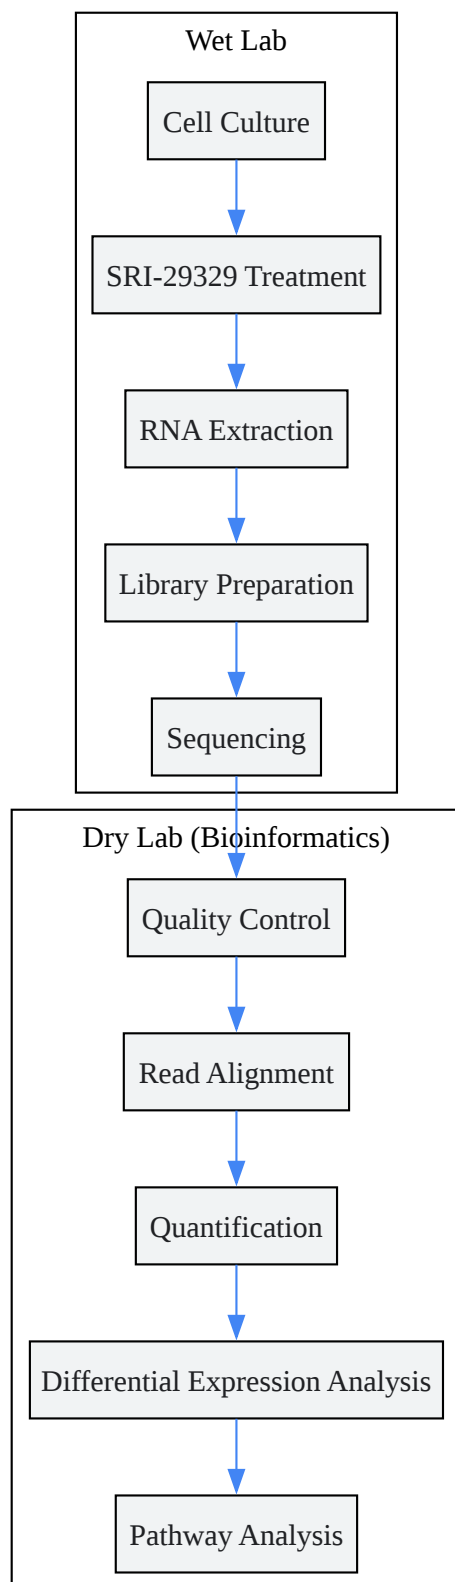 Wet Lab
Cell Culture
SRI-29329 Treatment
RNA Extraction
Library Preparation
Sequencing
Dry Lab (Bioinformatics)
Quality Control
Read Alignment
Quantification
Differential Expression Analysis
Pathway Analysis